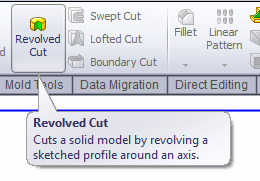 Revolved
Cut
Swept Cut
Lofted Cut
Boundary Cut
Fillet
Linear
Pattern
Mold Tools
Data Migration
Direct Editing
Revolved Cut
Cuts a solid model by revolving a
sketched profile around an axis.